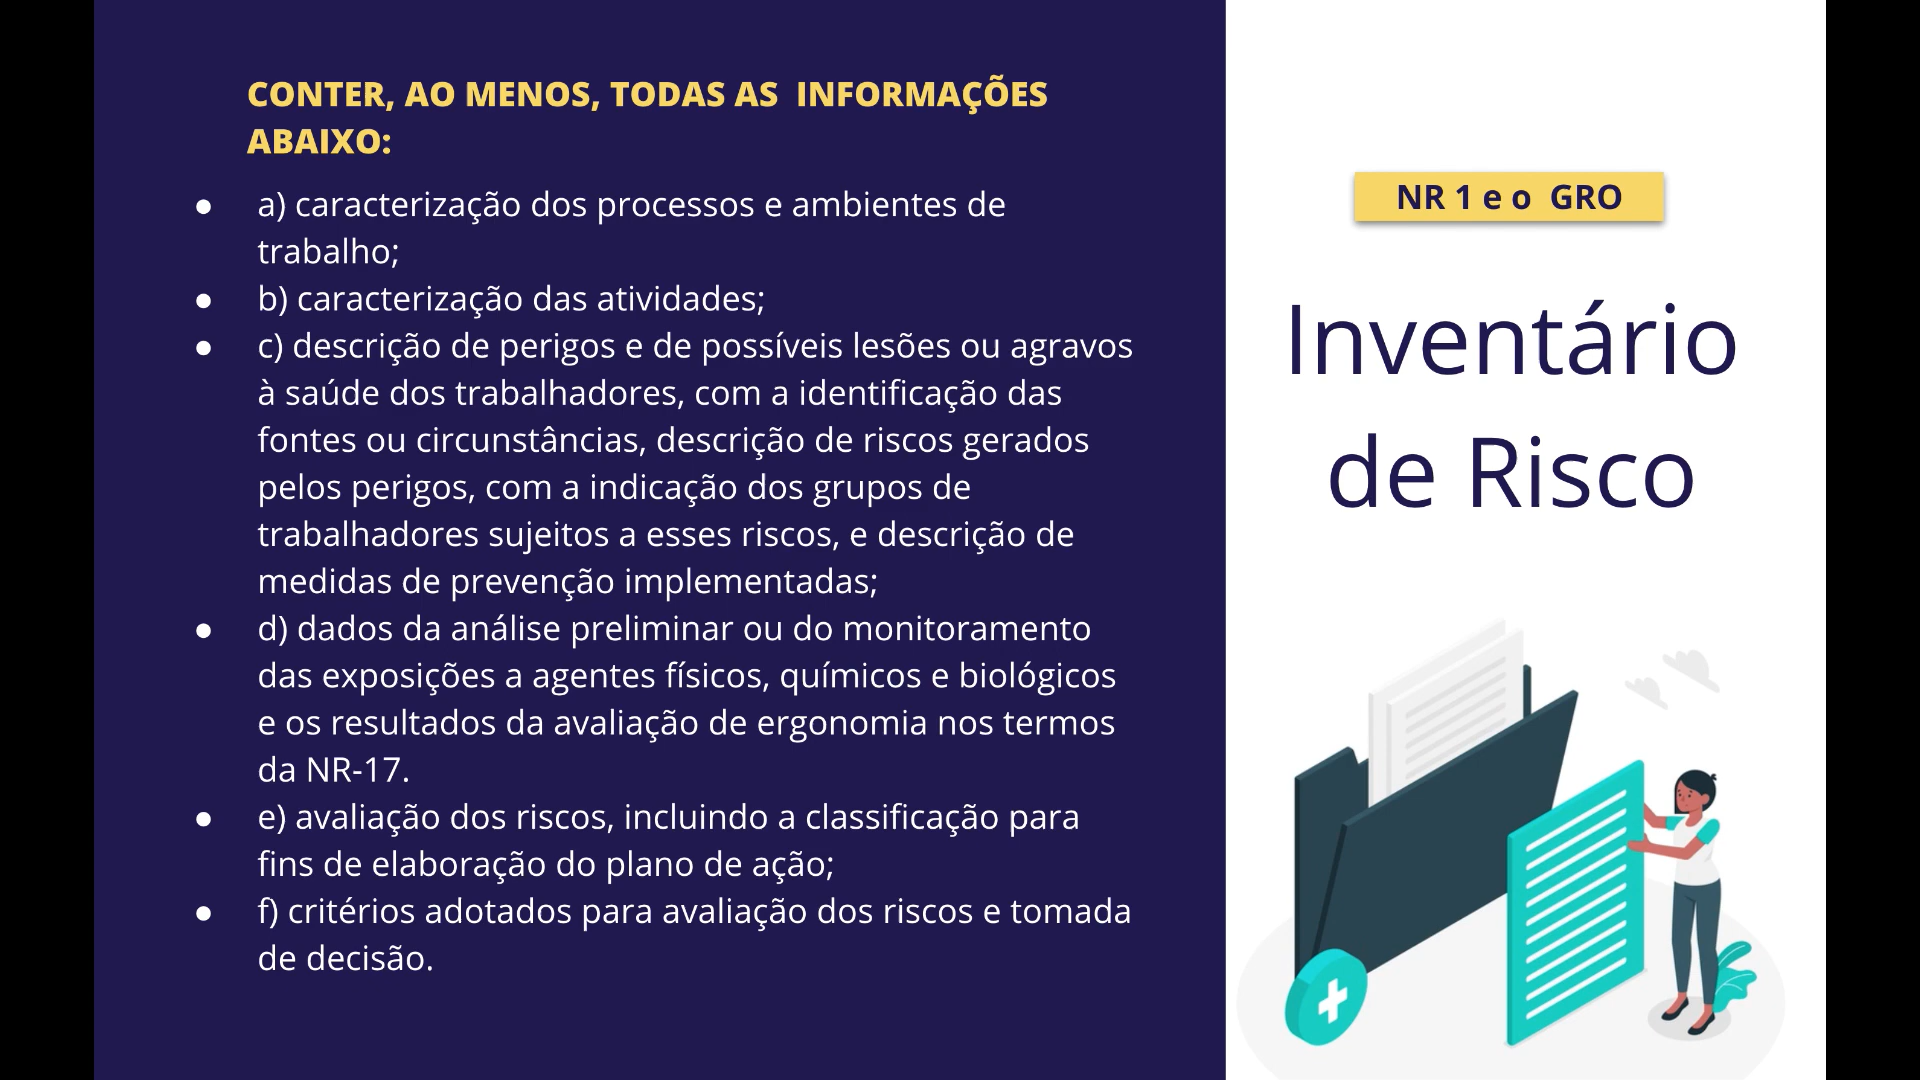 CONTER, AO MENOS, TODAS AS  INFORMAÇÕES
ABAIXO:
● a) caracterização dos processos e ambientes de
trabalho;
● b) caracterização das atividades;
● c) descrição de perigos e de possíveis lesões ou agravos
à saúde dos trabalhadores, com a identificação das
fontes ou circunstâncias, descrição de riscos gerados
pelos perigos, com a indicação dos grupos de
trabalhadores sujeitos a esses riscos, e descrição de
medidas de prevenção implementadas;
● d) dados da análise preliminar ou do monitoramento
das exposições a agentes físicos, químicos e biológicos
e os resultados da avaliação de ergonomia nos termos
da NR-17.
● e) avaliação dos riscos, incluindo a classificação para
fins de elaboração do plano de ação;
● f) critérios adotados para avaliação dos riscos e tomada
de decisão.
NR 1 e o  GRO
Inventário
de Risco